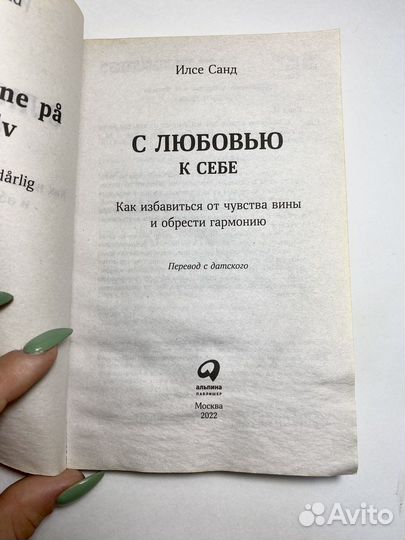 ne på
lv
dårlig
Илсе Санд
С ЛЮБОВЬЮ
К СЕБЕ
Как избавиться от чувства вины
и обрести гармонию
Перевод с датского
альпина
ПАБЛИШЕР
Москва
2022
Avito